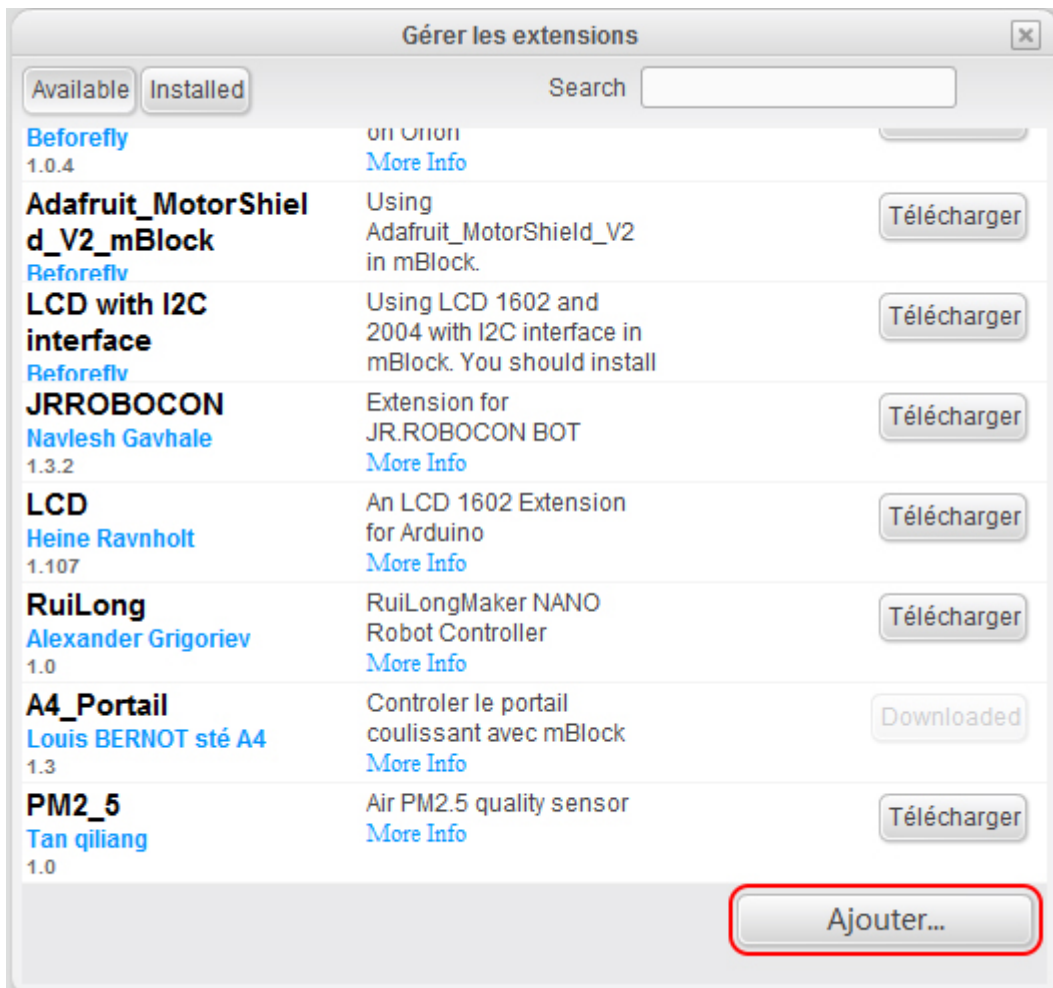 Gérer les extensions
Available Installed Search
Beforefly
1.0.4
on Orion
More Info
Adafruit_MotorShiel
d_V2_mBlock
Beforefly
Using
Adafruit_MotorShield_V2
in mBlock.
Télécharger
LCD with I2C
interface
Beforefly
Using LCD 1602 and
2004 with I2C interface in
mBlock. You should install
Télécharger
JRROBOCON
Navlesh Gavhale
1.3.2
Extension for
JR.ROBOCON BOT
More Info
Télécharger
LCD
Heine Ravnholt
1.107
An LCD 1602 Extension
for Arduino
More Info
Télécharger
RuiLong
Alexander Grigoriev
1.0
RuiLongMaker NANO
Robot Controller
More Info
Télécharger
A4_Portail
Louis BERNOT sté A4
1.3
Controler le portail
coulissant avec mBlock
More Info
Downloaded
PM2_5
Tan qiliang
1.0
Air PM2.5 quality sensor
More Info
Télécharger
Ajouter...